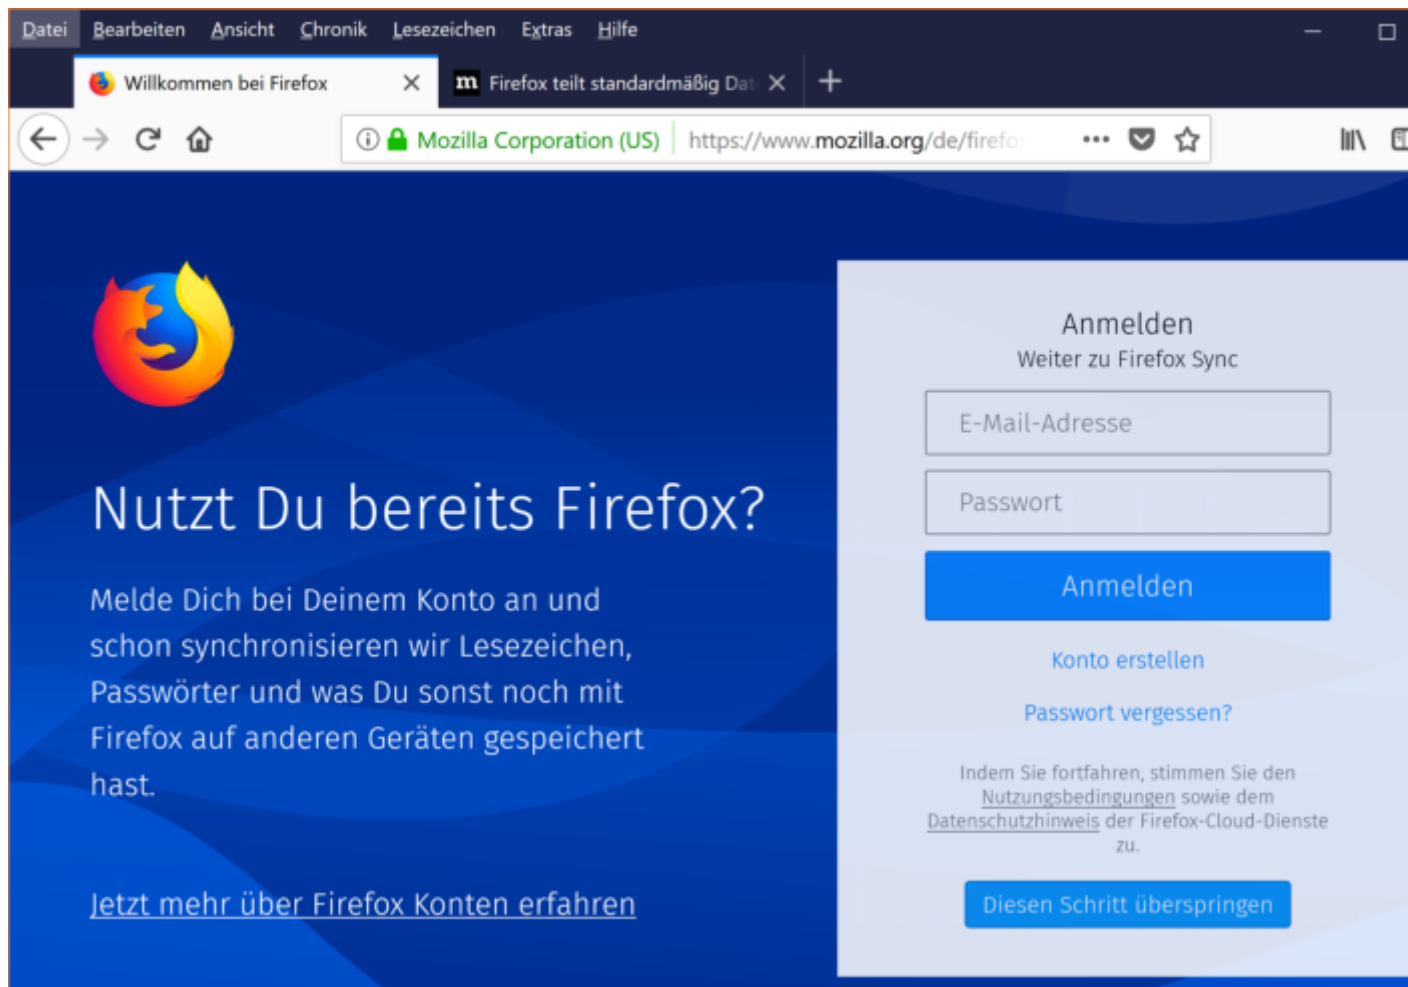 Datei Bearbeiten Ansicht Chronik Lesezeichen Extras Hilfe
Willkommen bei Firefox
m Firefox teilt standardmäßig Dat
Mozilla Corporation (US) https://www.mozilla.org/de/firefo
Nutzt Du bereits Firefox?
Melde Dich bei Deinem Konto an und
schon synchronisieren wir Lesezeichen,
Passwörter und was Du sonst noch mit
Firefox auf anderen Geräten gespeichert
hast.
Jetzt mehr über Firefox Konten erfahren
Anmelden
Weiter zu Firefox Sync
E-Mail-Adresse
Passwort
Anmelden
Konto erstellen
Passwort vergessen?
Indem Sie fortfahren, stimmen Sie den
Nutzungsbedingungen sowie dem
Datenschutzhinweis der Firefox-Cloud-Dienste
zu.
Diesen Schritt überspringen